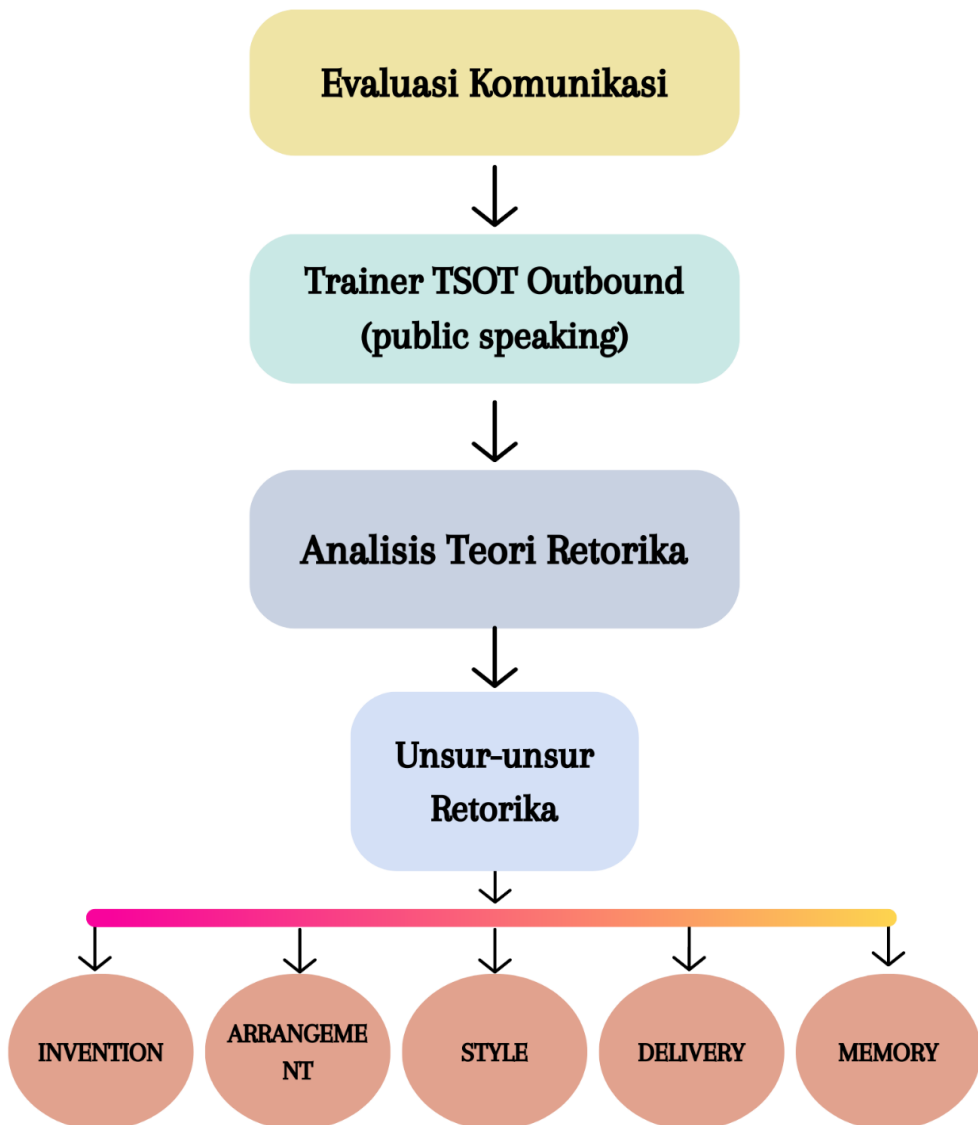 Evaluasi Komunikasi
Trainer TSOT Outbound
(public speaking)
Analisis Teori Retorika
Unsur-unsur
Retorika
INVENTION
ARRANGEME
NT
STYLE
DELIVERY
MEMORY